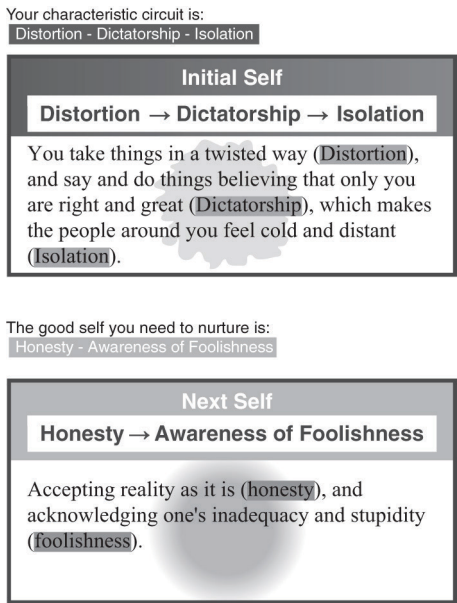 Your characteristic circuit is:
Distortion - Dictatorship - Isolation
Initial Self
Distortion → Dictatorship → Isolation
You take things in a twisted way (Distortion),
and say and do things believing that only you
are right and great (Dictatorship), which makes
the people around you feel cold and distant
(Isolation).
The good self you need to nurture is:
Honesty - Awareness of Foolishness
Next Self
Honesty → Awareness of Foolishness
Accepting reality as it is (honesty), and
acknowledging one's inadequacy and stupidity
(foolishness).